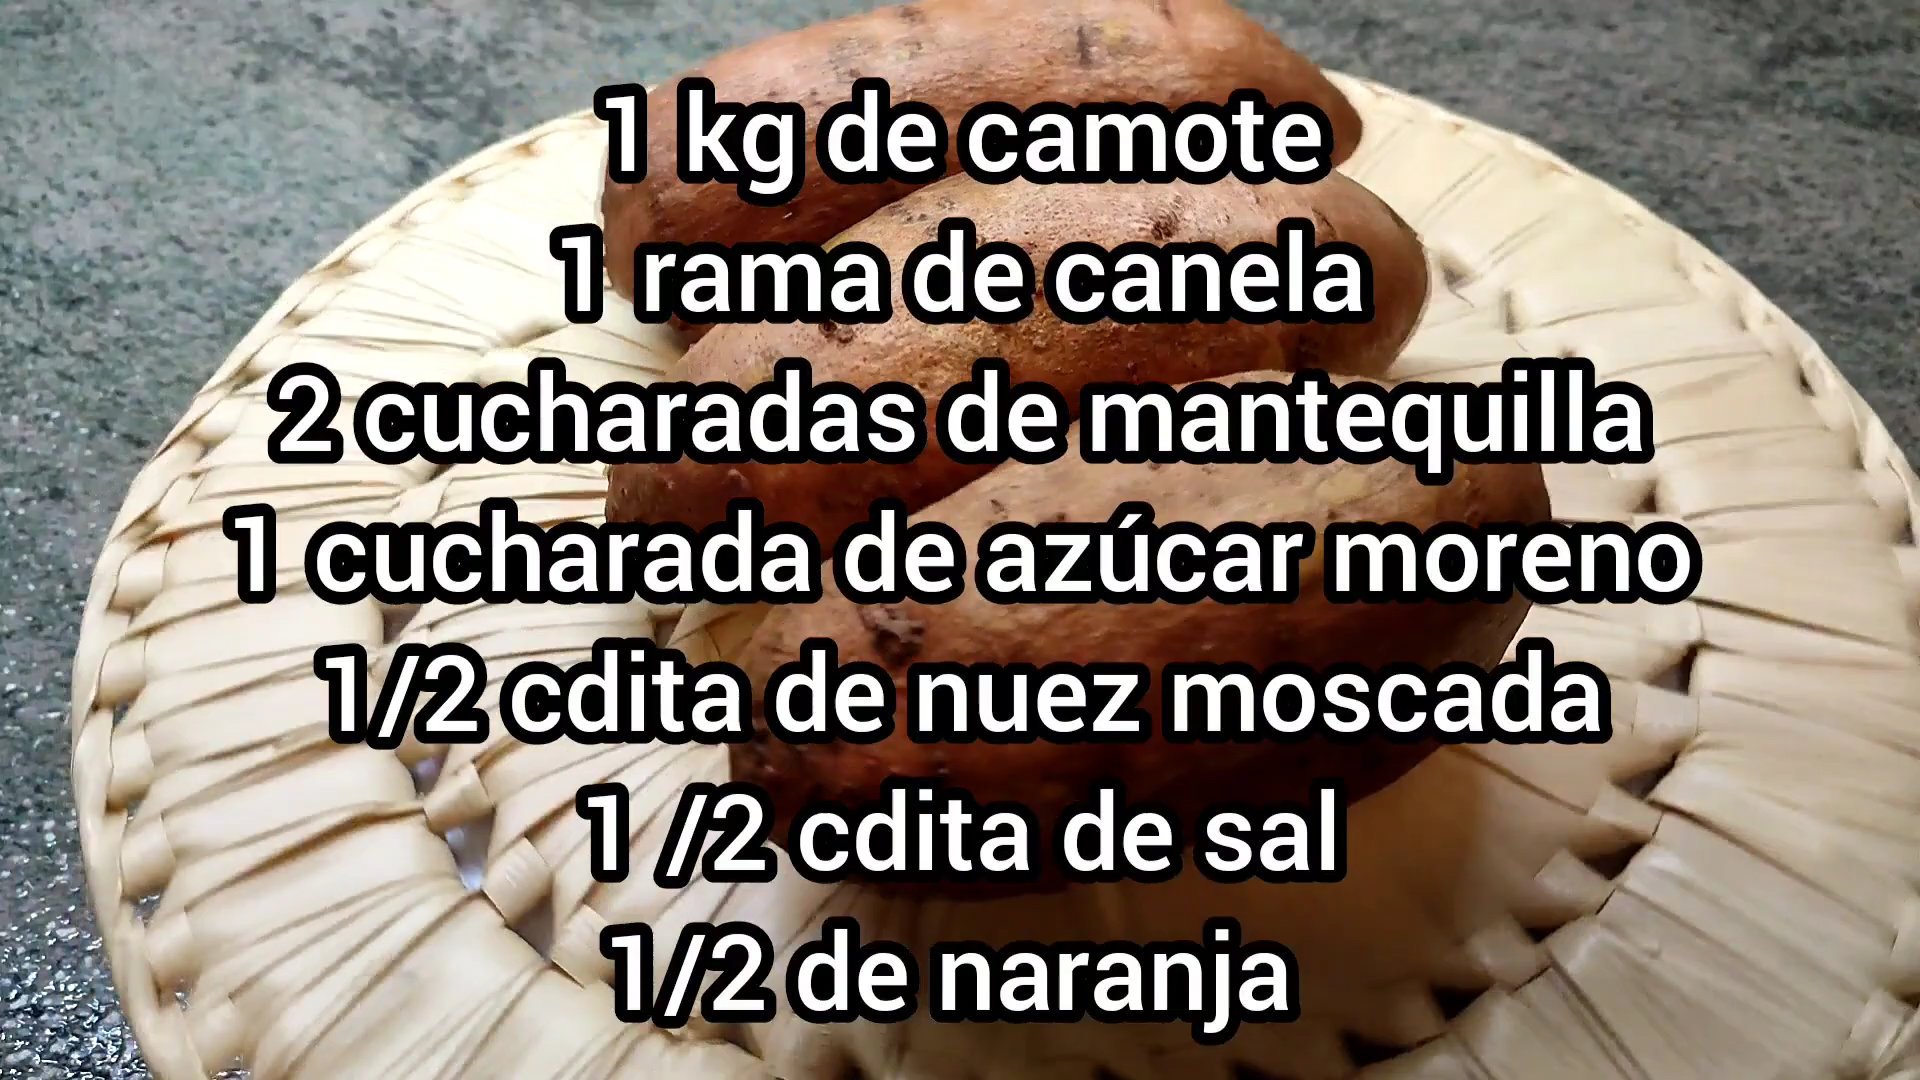 1 kg de camote
1 rama de canela
2 cucharadas de mantequilla
1 cucharada de azúcar moreno
1/2 cdita de nuez moscada
1 /2 cdita de sal
1/2 de naranja